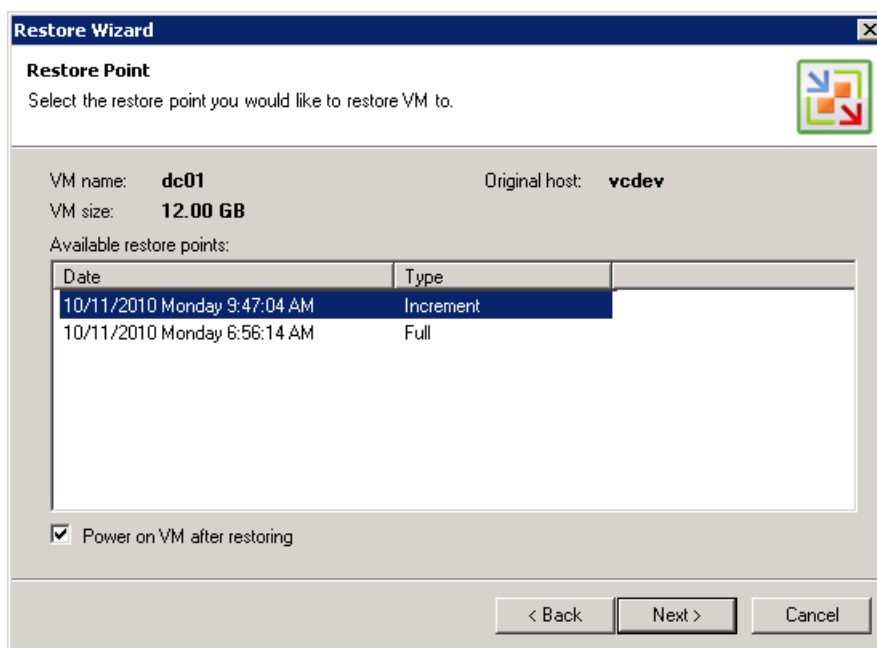 Restore Wizard
Restore Point
Select the restore point you would like to restore VM to.
VM name: dc01 Original host: vcdev
VM size: 12.00 GB
Available restore points:
Date Type
10/11/2010 Monday 9:47:04 AM Increment
10/11/2010 Monday 6:56:14 AM Full
Power on VM after restoring
< Back Next > Cancel